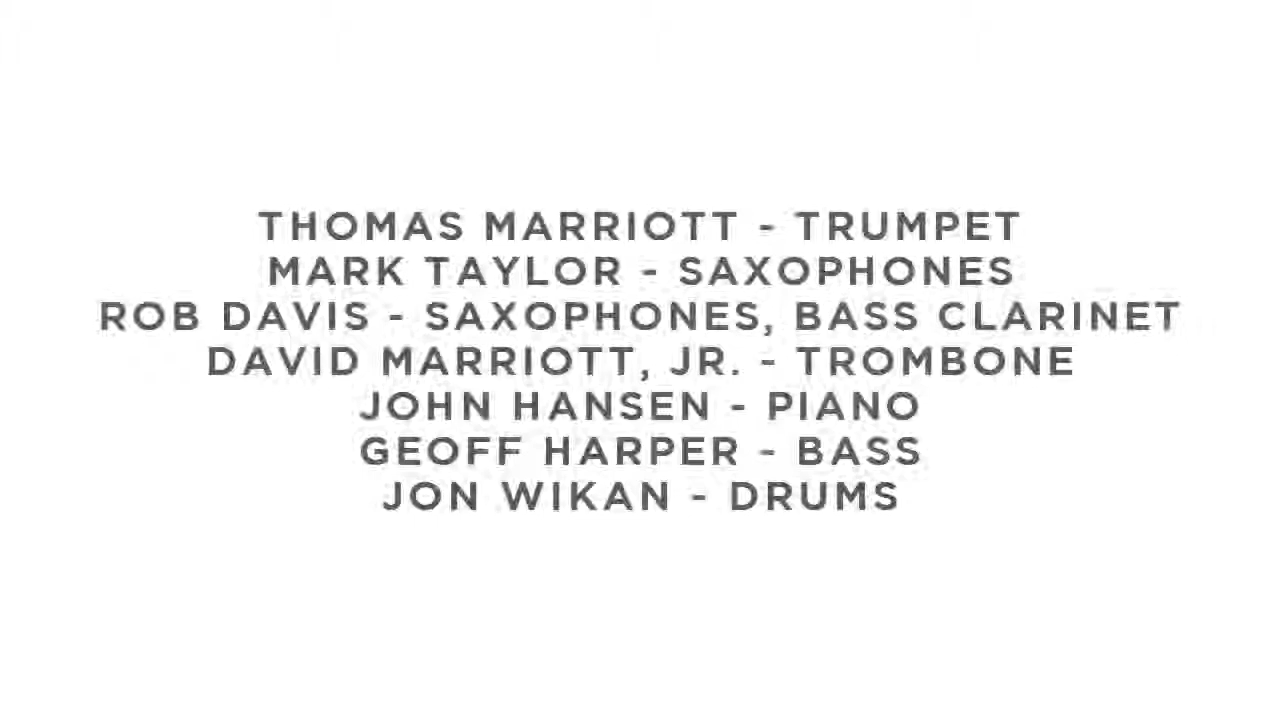 THOMAS MARRIOTT - TRUMPET
MARK TAYLOR - SAXOPHONES
ROB DAVIS - SAXOPHONES, BASS CLARINET
DAVID MARRIOTT, JR. - TROMBONE
JOHN HANSEN - PIANO
GEOFF HARPER - BASS
JON WIKAN - DRUMS